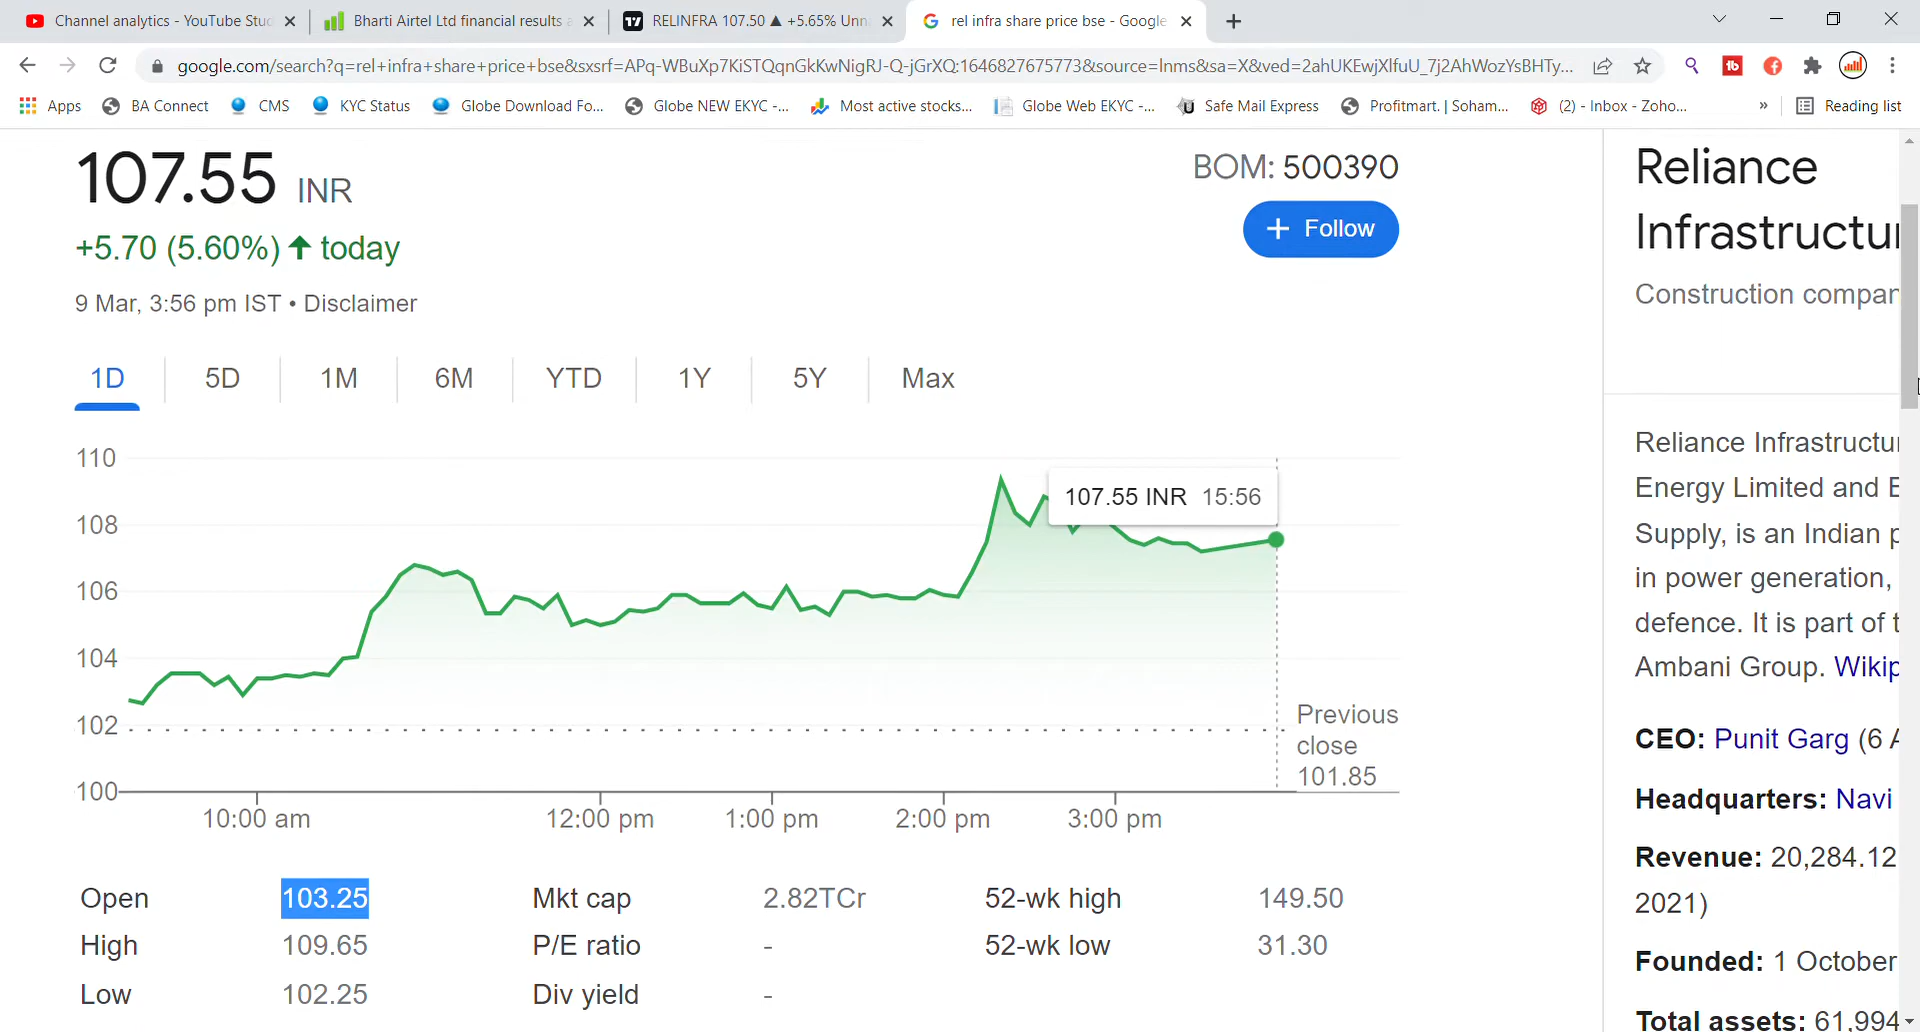 Channel analytics - YouTube Stud
Bharti Airtel Ltd financial results a
RELINFRA 107.50 ▲ +5.65% Unna
rel infra share price bse - Google
google.com/search?q=rel+infra+share+price+bse&sxsrf=APq-WBuXp7KiSTQqnGkKwNigRJ-Q-jGrXQ:1646827675773&source=lnms&sa=X&ved=2ahUKEwjXlfuU_7j2AhWozYsBHTy...
Apps
BA Connect
CMS
KYC Status
Globe Download Fo...
Globe NEW EKYC -...
Most active stocks...
Globe Web EKYC -...
Safe Mail Express
Profitmart. | Soham...
(2) - Inbox - Zoho...
»
Reading list
107.55 INR
+5.70 (5.60%) ↑ today
9 Mar, 3:56 pm IST • Disclaimer
BOM: 500390
+ Follow
1D 5D 1M 6M YTD 1Y 5Y Max
110
108
106
104
102
100
107.55 INR 15:56
Previous
close
101.85
10:00 am 12:00 pm 1:00 pm 2:00 pm 3:00 pm
Open 103.25 Mkt cap 2.82TCr 52-wk high 149.50
High 109.65 P/E ratio - 52-wk low 31.30
Low 102.25 Div yield -
Reliance
Infrastructu
Construction compan
Reliance Infrastructu
Energy Limited and
Supply, is an Indian p
in power generation,
defence. It is part of t
Ambani Group. Wikip
CEO: Punit Garg (6 A
Headquarters: Navi
Revenue: 20,284.12
2021)
Founded: 1 October
Total assets: 61,994